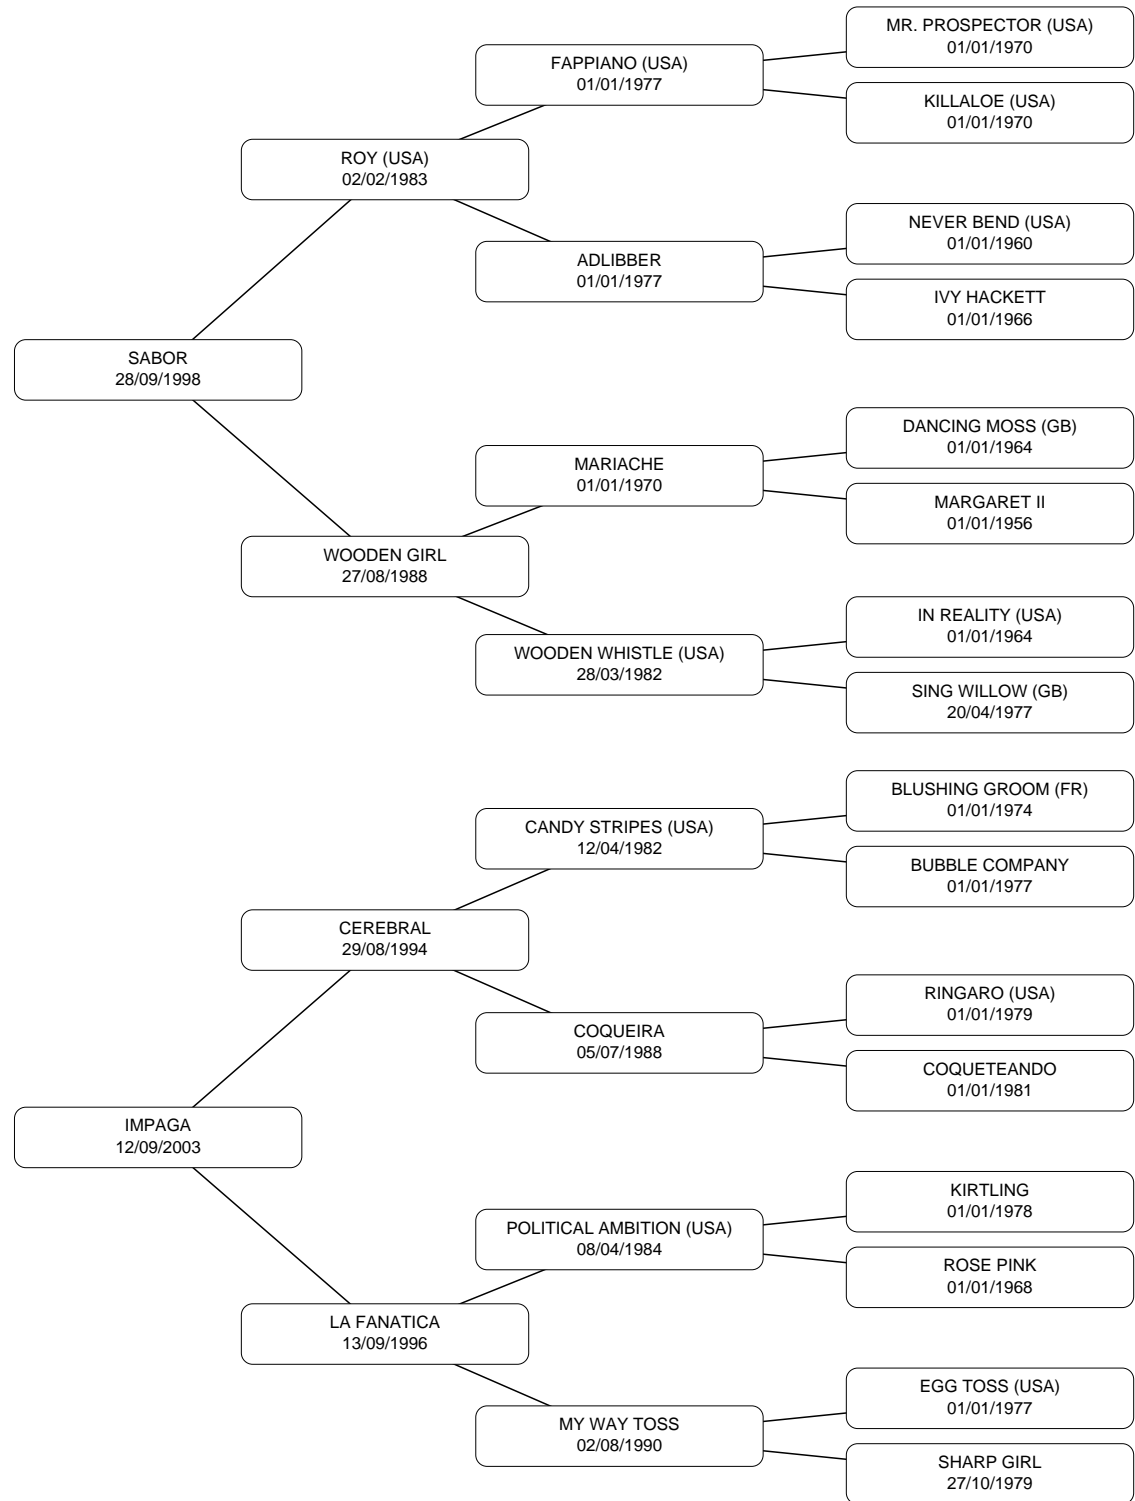 MR. PROSPECTOR (USA)
01/01/1970
FAPPIANO (USA)
01/01/1977
KILLALOE (USA)
01/01/1970
ROY (USA)
02/02/1983
NEVER BEND (USA)
01/01/1960
ADLIBBER
01/01/1977
IVY HACKETT
01/01/1966
SABOR
28/09/1998
DANCING MOSS (GB)
01/01/1964
MARIACHE
01/01/1970
MARGARET II
01/01/1956
WOODEN GIRL
27/08/1988
IN REALITY (USA)
01/01/1964
WOODEN WHISTLE (USA)
28/03/1982
SING WILLOW (GB)
20/04/1977
BLUSHING GROOM (FR)
01/01/1974
CANDY STRIPES (USA)
12/04/1982
BUBBLE COMPANY
01/01/1977
CEREBRAL
29/08/1994
RINGARO (USA)
01/01/1979
COQUEIRA
05/07/1988
COQUETEANDO
01/01/1981
IMPAGA
12/09/2003
KIRTLING
01/01/1978
POLITICAL AMBITION (USA)
08/04/1984
ROSE PINK
01/01/1968
LA FANATICA
13/09/1996
EGG TOSS (USA)
01/01/1977
MY WAY TOSS
02/08/1990
SHARP GIRL
27/10/1979